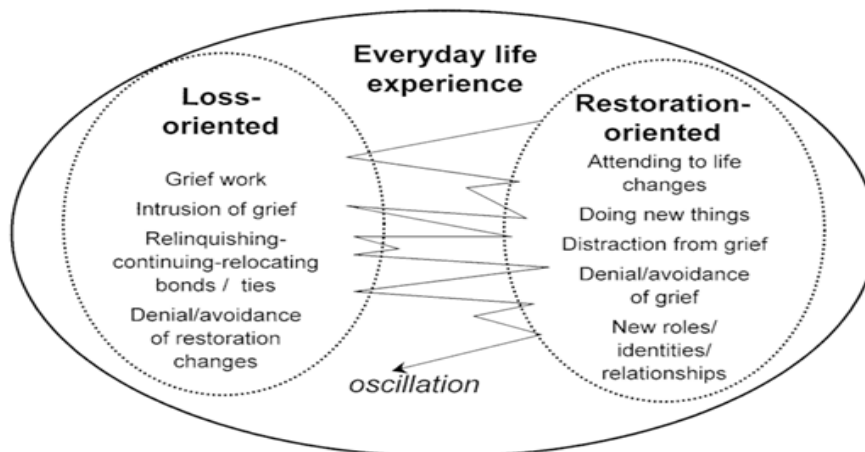 Everyday life
experience
Loss-
oriented
Grief work
Intrusion of grief
Relinquishing-
continuing-relocating
bonds / ties
Denial/avoidance
of restoration
changes
Restoration-
oriented
Attending to life
changes
Doing new things
Distraction from grief
Denial/avoidance
of grief
New roles/
identities/
relationships
oscillation